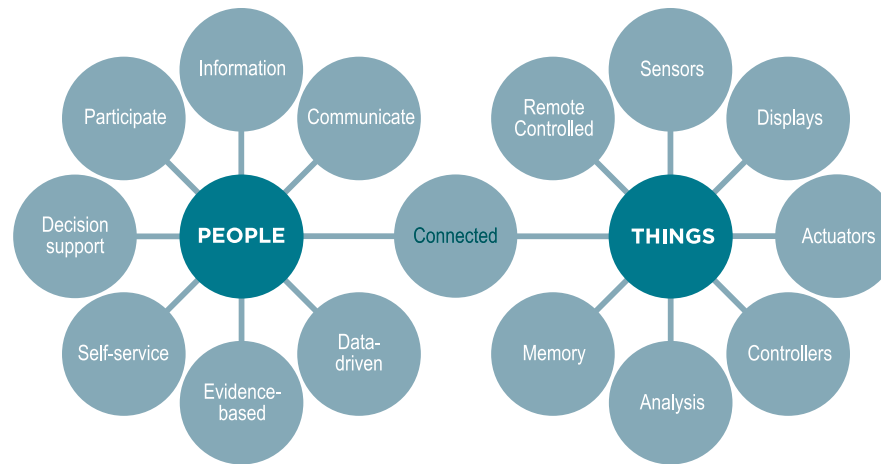 Information
Participate
Communicate
Decision
support
PEOPLE
Self-service
Data-
driven
Evidence-
based
Connected
Sensors
Remote
Controlled
Displays
THINGS
Actuators
Memory
Controllers
Analysis